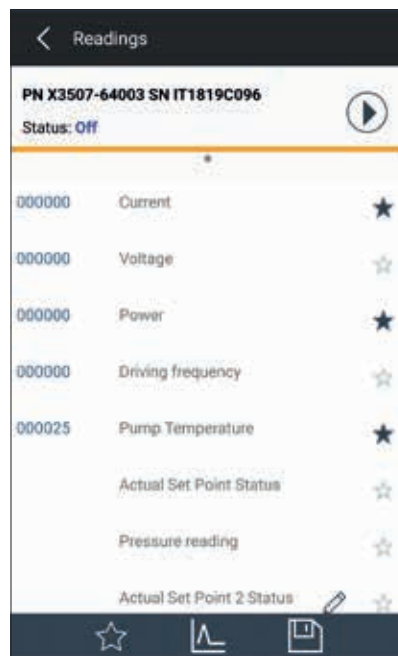 Readings
PN X3507-64003 SN IT1819C096
Status: Off
000000 Current
000000 Voltage
000000 Power
000000 Driving frequency
000025 Pump Temperature
Actual Set Point Status
Pressure reading
Actual Set Point 2 Status